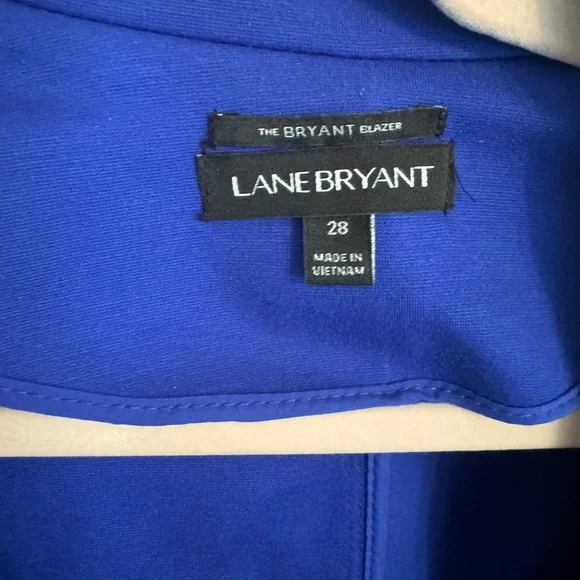 THE BRYANT BLAZER
LANE BRYANT
28
MADE IN
VIETNAM